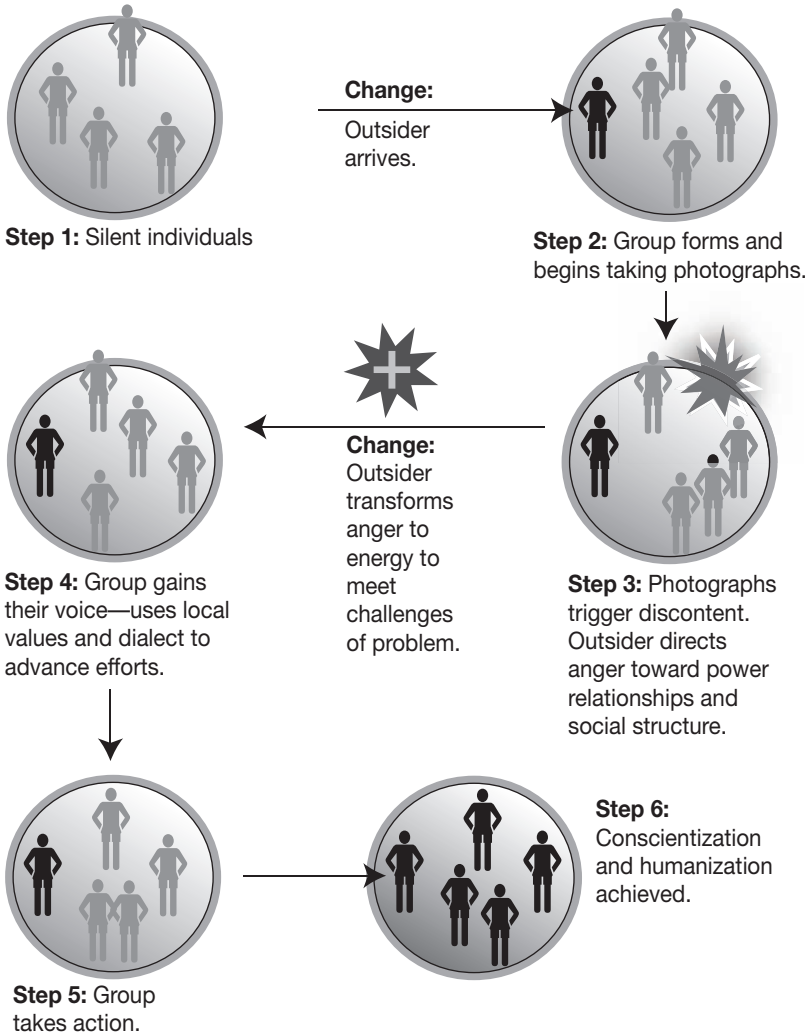 Change:
Outsider
arrives.
Step 1: Silent individuals
Step 2: Group forms and
begins taking photographs.
Change:
Outsider
transforms
anger to
energy to
meet
challenges
of problem.
Step 3: Photographs
trigger discontent.
Outsider directs
anger toward power
relationships and
social structure.
Step 4: Group gains
their voice—uses local
values and dialect to
advance efforts.
Step 5: Group
takes action.
Step 6:
Conscientization
and humanization
achieved.